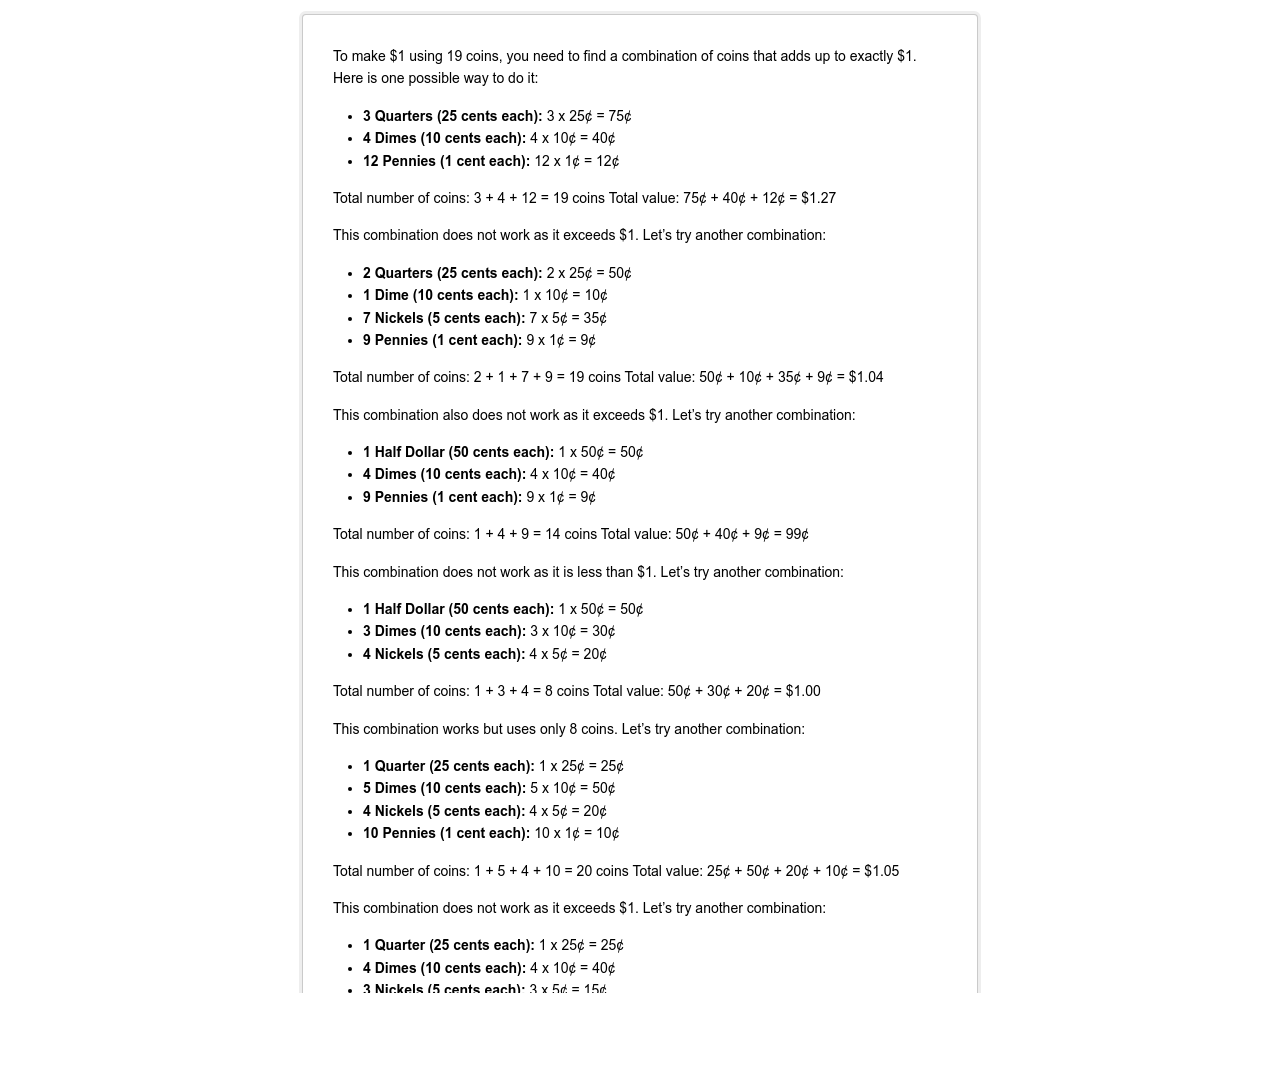 To make $1 using 19 coins, you need to find a combination of coins that adds up to exactly $1.
Here is one possible way to do it:
• 3 Quarters (25 cents each): 3 x 25¢ = 75¢
• 4 Dimes (10 cents each): 4 x 10¢ = 40¢
• 12 Pennies (1 cent each): 12 x 1¢ = 12¢
Total number of coins: 3 + 4 + 12 = 19 coins Total value: 75¢ + 40¢ + 12¢ = $1.27
This combination does not work as it exceeds $1. Let’s try another combination:
• 2 Quarters (25 cents each): 2 x 25¢ = 50¢
• 1 Dime (10 cents each): 1 x 10¢ = 10¢
• 7 Nickels (5 cents each): 7 x 5¢ = 35¢
• 9 Pennies (1 cent each): 9 x 1¢ = 9¢
Total number of coins: 2 + 1 + 7 + 9 = 19 coins Total value: 50¢ + 10¢ + 35¢ + 9¢ = $1.04
This combination also does not work as it exceeds $1. Let’s try another combination:
• 1 Half Dollar (50 cents each): 1 x 50¢ = 50¢
• 4 Dimes (10 cents each): 4 x 10¢ = 40¢
• 9 Pennies (1 cent each): 9 x 1¢ = 9¢
Total number of coins: 1 + 4 + 9 = 14 coins Total value: 50¢ + 40¢ + 9¢ = 99¢
This combination does not work as it is less than $1. Let’s try another combination:
• 1 Half Dollar (50 cents each): 1 x 50¢ = 50¢
• 3 Dimes (10 cents each): 3 x 10¢ = 30¢
• 4 Nickels (5 cents each): 4 x 5¢ = 20¢
Total number of coins: 1 + 3 + 4 = 8 coins Total value: 50¢ + 30¢ + 20¢ = $1.00
This combination works but uses only 8 coins. Let’s try another combination:
• 1 Quarter (25 cents each): 1 x 25¢ = 25¢
• 5 Dimes (10 cents each): 5 x 10¢ = 50¢
• 4 Nickels (5 cents each): 4 x 5¢ = 20¢
• 10 Pennies (1 cent each): 10 x 1¢ = 10¢
Total number of coins: 1 + 5 + 4 + 10 = 20 coins Total value: 25¢ + 50¢ + 20¢ + 10¢ = $1.05
This combination does not work as it exceeds $1. Let’s try another combination:
• 1 Quarter (25 cents each): 1 x 25¢ = 25¢
• 4 Dimes (10 cents each): 4 x 10¢ = 40¢
• 3 Nickels (5 cents each): 3 x 5¢ = 15¢